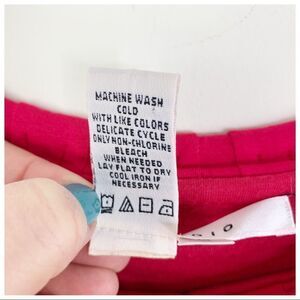 MACHINE WASH
COLD
WITH LIKE COLORS
DELICATE CYCLE
ONLY NON-CHLORINE
BLEACH
WHEN NEEDED
LAY FLAT TO DRY
COOL IRON IF
NECESSARY